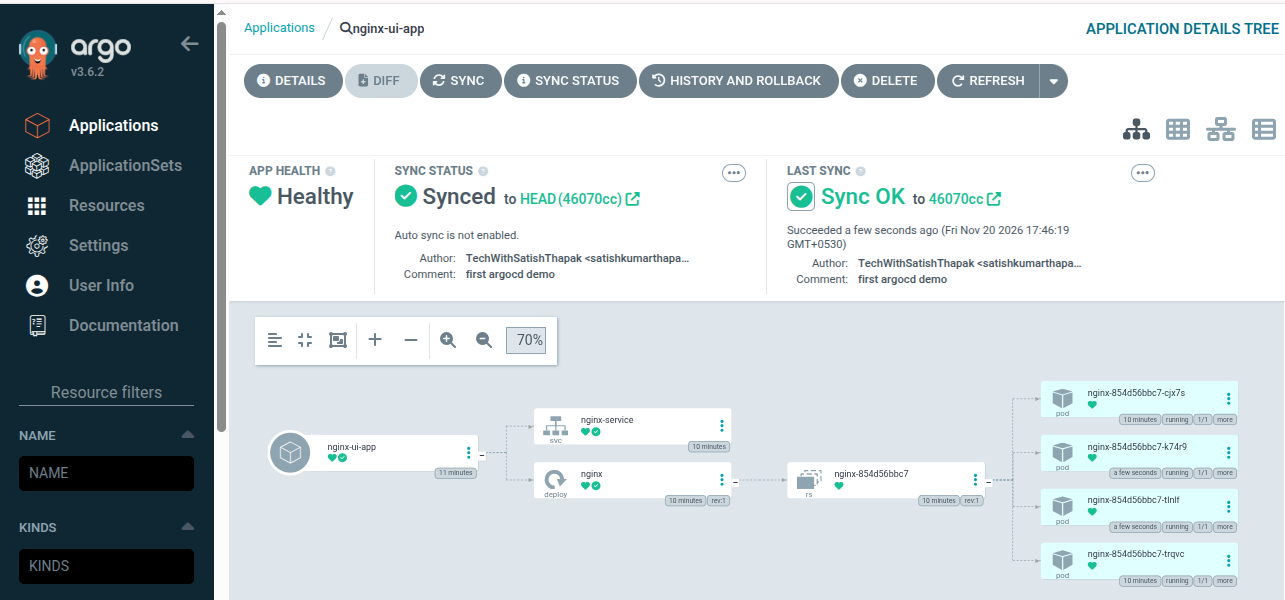 Applications / nginx-ui-app
APPLICATION DETAILS TREE
argo
v3.6.2
DETAILS
DIFF
SYNC
SYNC STATUS
HISTORY AND ROLLBACK
DELETE
REFRESH
Applications
ApplicationSets
Resources
Settings
User Info
Documentation
Resource filters
NAME
NAME
KINDS
KINDS
APP HEALTH
Healthy
SYNC STATUS
Synced to HEAD (46070cc)
Auto sync is not enabled.
Author: TechWithSatishThapak <satishkumarthapa...
Comment: first argocd demo
LAST SYNC
Sync OK to 46070cc
Succeeded a few seconds ago (Fri Nov 20 2026 17:46:19
GMT+0530)
Author: TechWithSatishThapak <satishkumarthapa...
Comment: first argocd demo
70%
nginx-ui-app
11 minutes
nginx-service
svc
10 minutes
nginx
deploy
10 minutes rev:1
nginx-854d56bbc7
rs
10 minutes rev:1
nginx-854d56bbc7-cjx7s
pod
10 minutes running 1/1 more
nginx-854d56bbc7-k74r9
pod
a few seconds running 1/1 more
nginx-854d56bbc7-tlnlf
pod
a few seconds running 1/1 more
nginx-854d56bbc7-trqvc
pod
10 minutes running 1/1 more